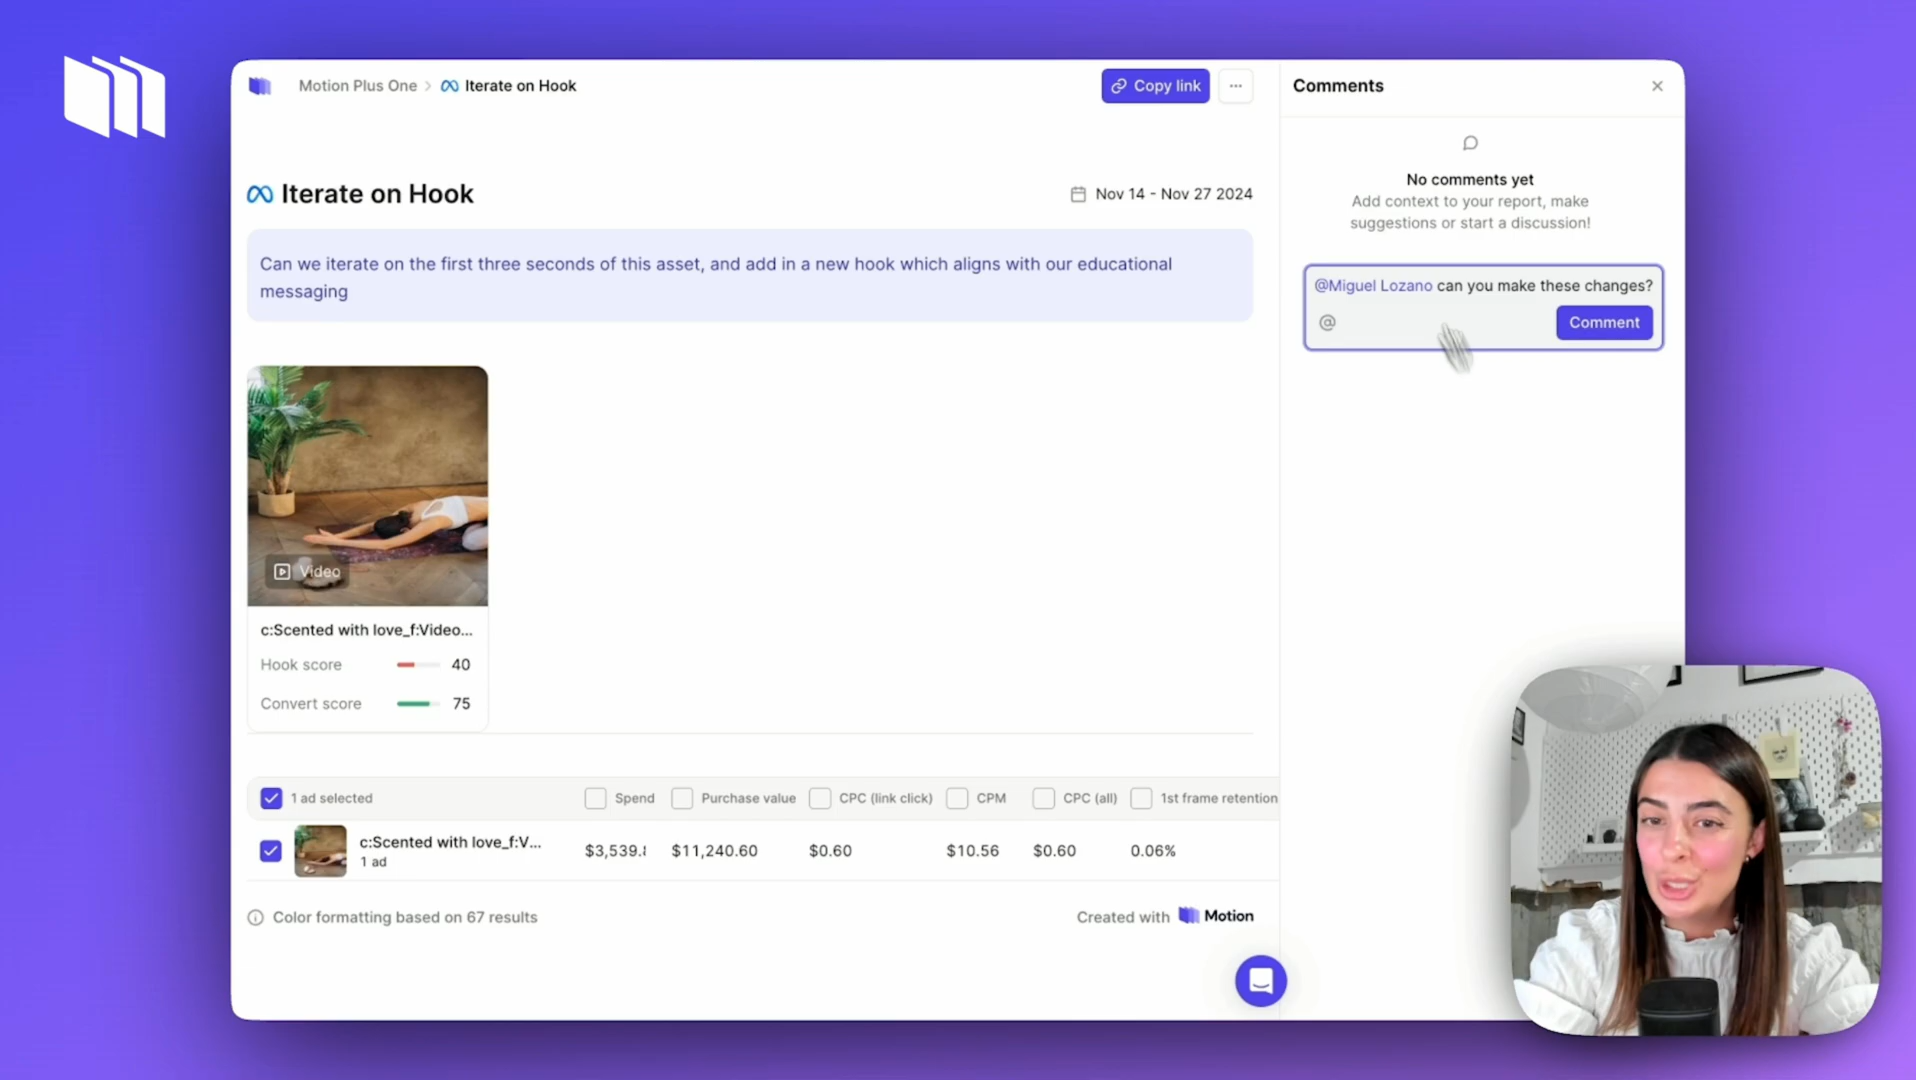 Motion Plus One > Iterate on Hook
Copy link
Comments
Iterate on Hook
Nov 14 - Nov 27 2024
Can we iterate on the first three seconds of this asset, and add in a new hook which aligns with our educational
messaging
No comments yet
Add context to your report, make
suggestions or start a discussion!
@Miguel Lozano can you make these changes?
@
Comment
Video
c:Scented with love_f:Video...
Hook score 40
Convert score 75
1 ad selected Spend Purchase value CPC (link click) CPM CPC (all) 1st frame retention
c:Scented with love_f:V...
1 ad
$3,539. $11,240.60 $0.60 $10.56 $0.60 0.06%
Color formatting based on 67 results
Created with Motion